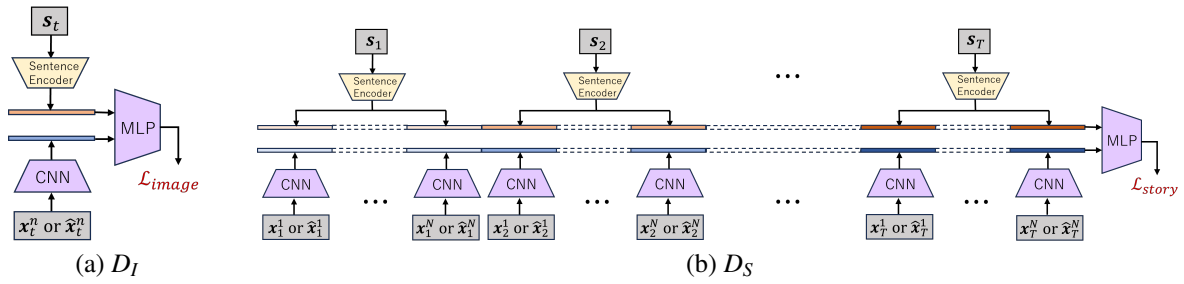 s_t
Sentence
Encoder
MLP
CNN
ℒ_image
x_t^n or x̂_t^n
(a) D_I
s_1
s_2
s_T
Sentence
Encoder
Sentence
Encoder
...
Sentence
Encoder
MLP
CNN
...
CNN
CNN
...
CNN
CNN
...
CNN
ℒ_story
x_1^1 or x̂_1^1
x_1^N or x̂_1^N
x_2^1 or x̂_2^1
x_2^N or x̂_2^N
x_T^1 or x̂_T^1
x_T^N or x̂_T^N
(b) D_S